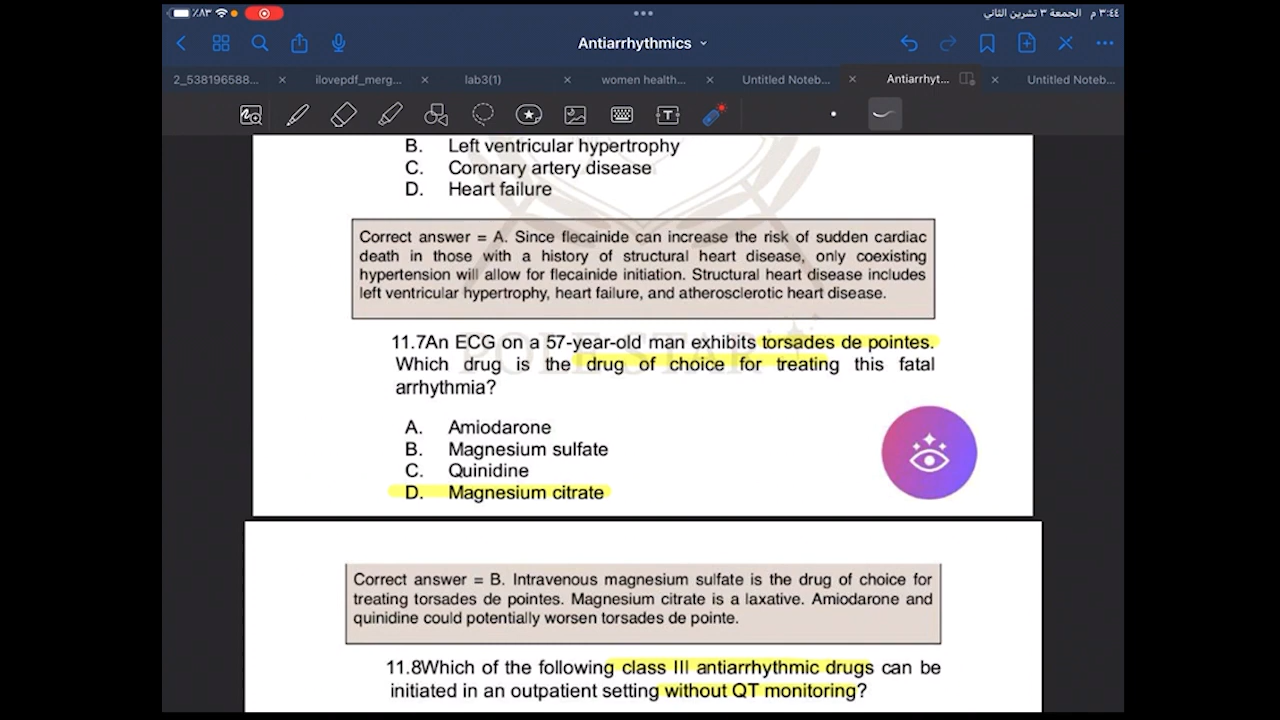 ٪٨٣
٣:٤٤ م الجمعة ٣ تشرين الثاني
Antiarrhythmics
2_538196588...
ilovepdf_merg...
lab3(1)
women health...
Untitled Noteb...
Antiarrhyt...
Untitled Noteb...
B. Left ventricular hypertrophy
C. Coronary artery disease
D. Heart failure
Correct answer = A. Since flecainide can increase the risk of sudden cardiac
death in those with a history of structural heart disease, only coexisting
hypertension will allow for flecainide initiation. Structural heart disease includes
left ventricular hypertrophy, heart failure, and atherosclerotic heart disease.
POLE STAR
11.7An ECG on a 57-year-old man exhibits torsades de pointes.
Which drug is the drug of choice for treating this fatal
arrhythmia?
A. Amiodarone
B. Magnesium sulfate
C. Quinidine
D. Magnesium citrate
Correct answer = B. Intravenous magnesium sulfate is the drug of choice for
treating torsades de pointes. Magnesium citrate is a laxative. Amiodarone and
quinidine could potentially worsen torsades de pointe.
11.8Which of the following class III antiarrhythmic drugs can be
initiated in an outpatient setting without QT monitoring?